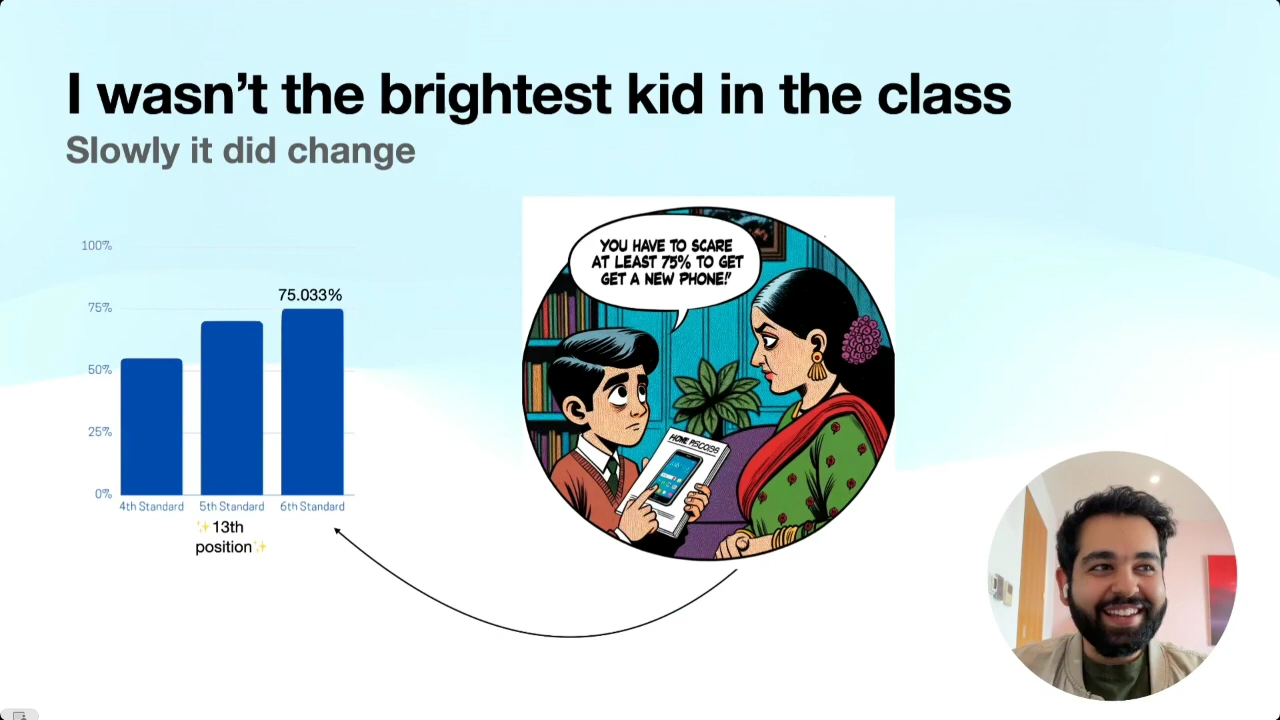 I wasn’t the brightest kid in the class
Slowly it did change
100%
75%
50%
25%
0%
75.033%
4th Standard
5th Standard
6th Standard
✨13th
position✨
YOU HAVE TO SCARE
AT LEAST 75% TO GET
GET A NEW PHONE!"
HOME